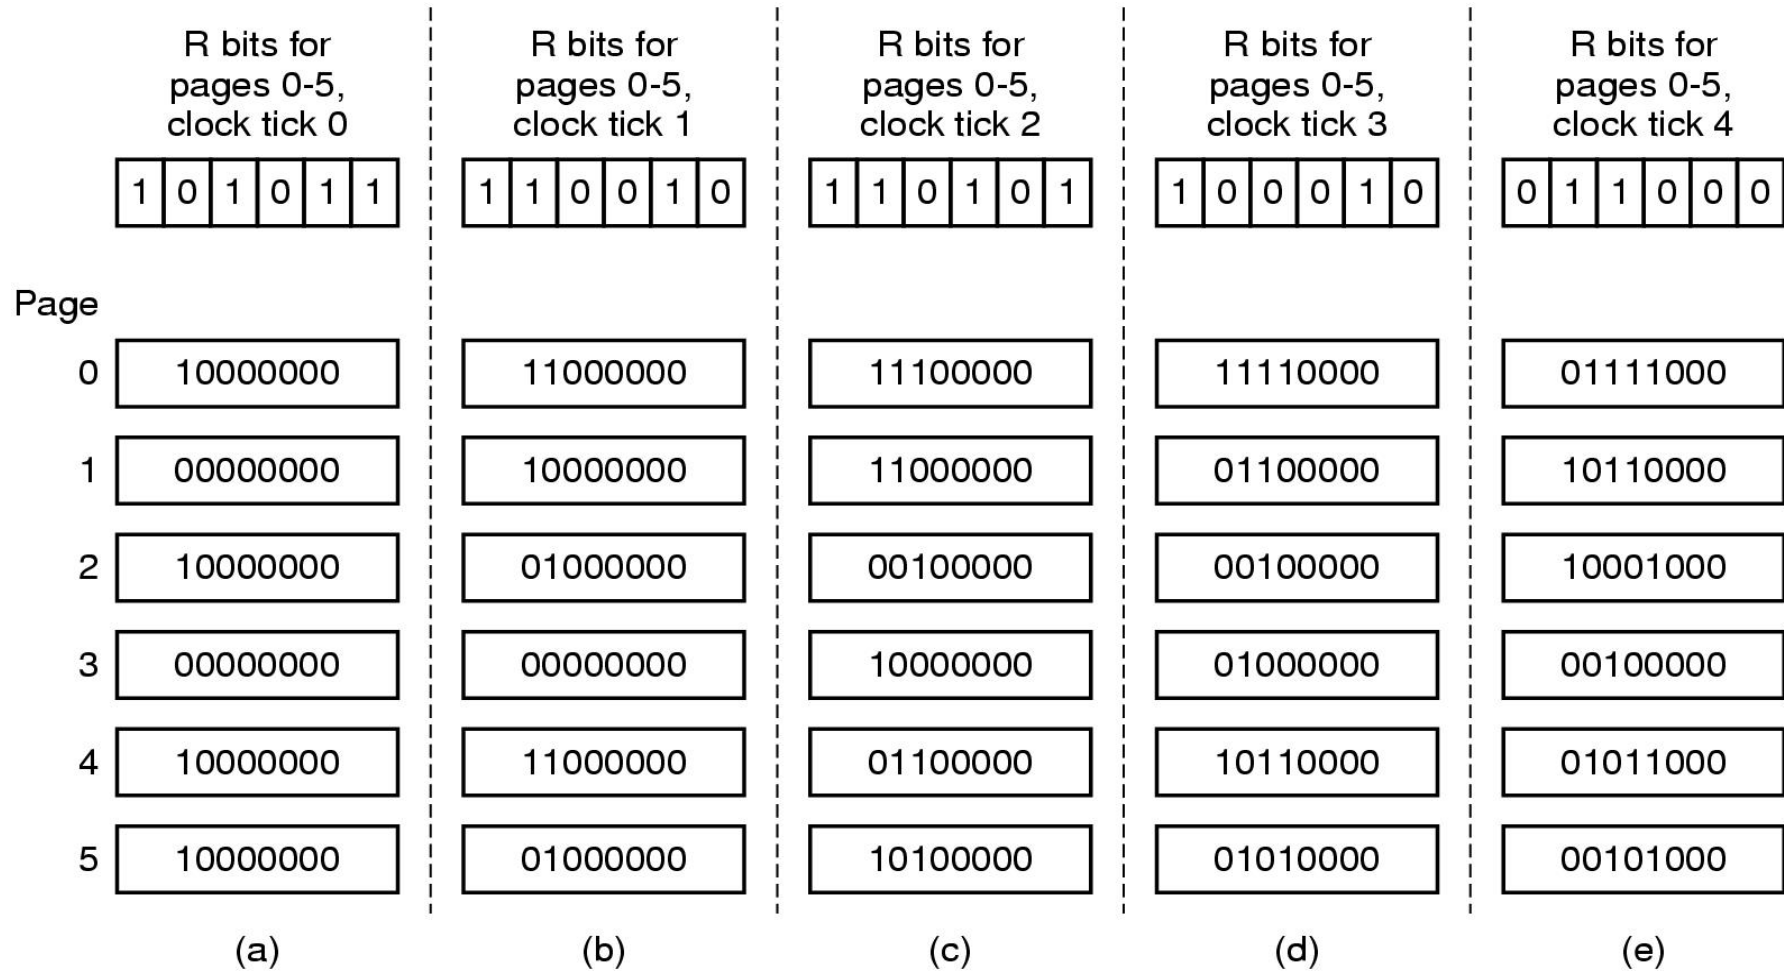 R bits for
pages 0-5,
clock tick 0
R bits for
pages 0-5,
clock tick 1
R bits for
pages 0-5,
clock tick 2
R bits for
pages 0-5,
clock tick 3
R bits for
pages 0-5,
clock tick 4
1 0 1 0 1 1
1 1 0 0 1 0
1 1 0 1 0 1
1 0 0 0 1 0
0 1 1 0 0 0
Page
0 10000000 11000000 11100000 11110000 01111000
1 00000000 10000000 11000000 01100000 10110000
2 10000000 01000000 00100000 00100000 10001000
3 00000000 00000000 10000000 01000000 00100000
4 10000000 11000000 01100000 10110000 01011000
5 10000000 01000000 10100000 01010000 00101000
(a) (b) (c) (d) (e)